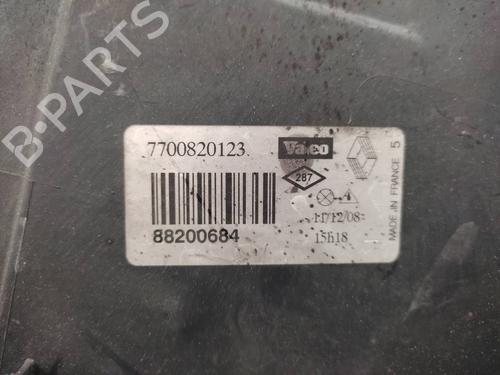 B-PARTS
7700820123
Valeo
287
88200684
11/12/08
15h18
MADE IN FRANCE 5